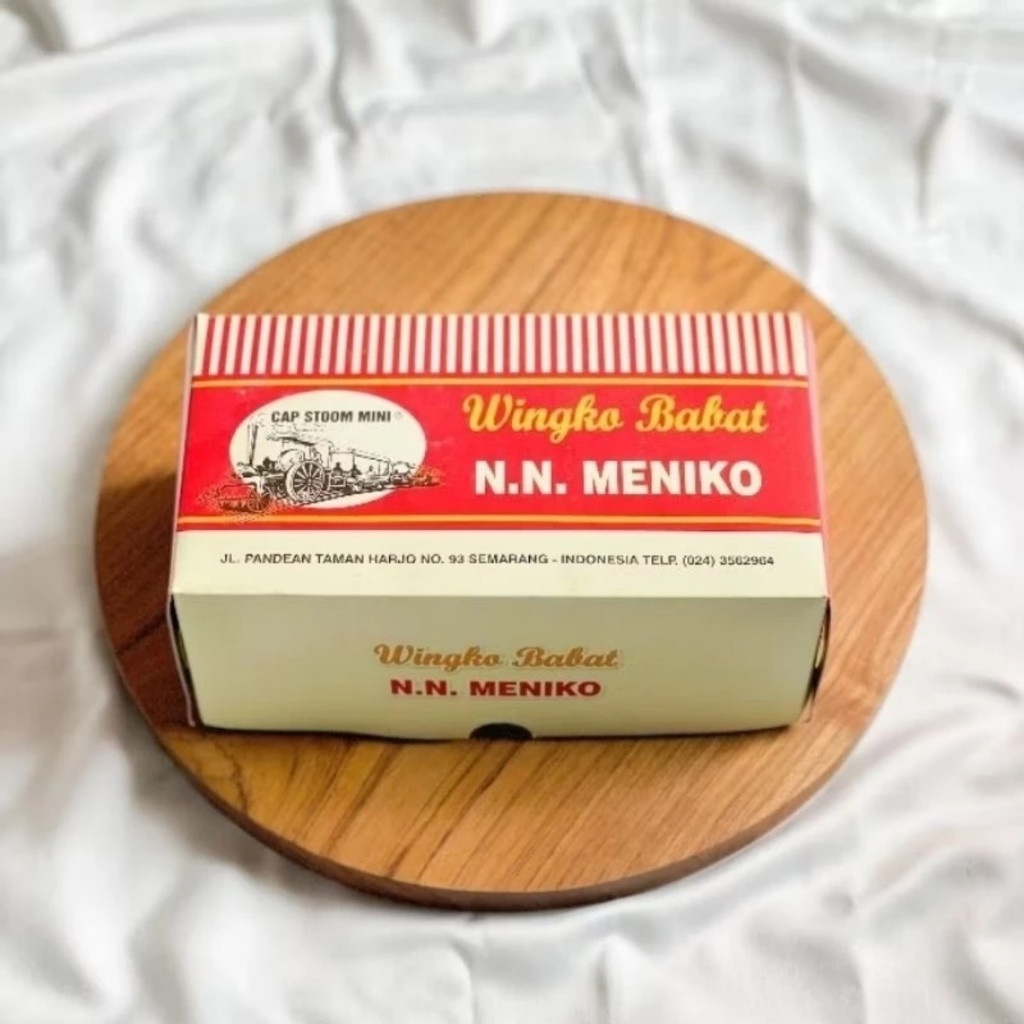 CAP STOOM MINI
Wingko Babat
N.N. MENIKO
JL. PANDEAN TAMAN HARJO NO. 93 SEMARANG - INDONESIA TELP. (024) 3562964
Wingko Babat
N.N. MENIKO